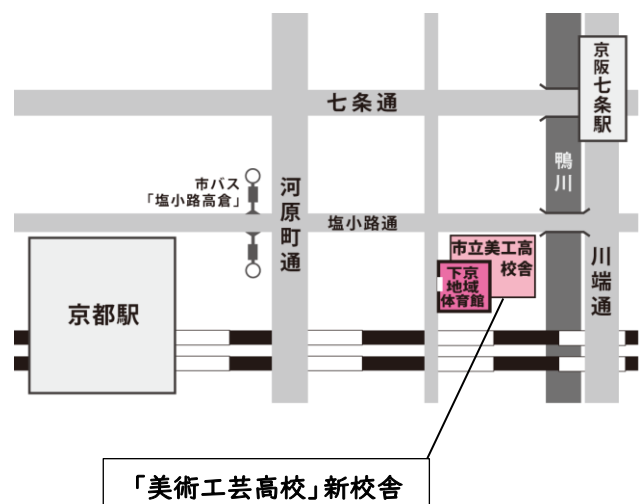 京阪七条駅
七条通
鴨川
市バス
「塩小路高倉」
河原町通
塩小路通
市立美工高
校舎
川端通
下京
地域
体育館
京都駅
「美術工芸高校」新校舎